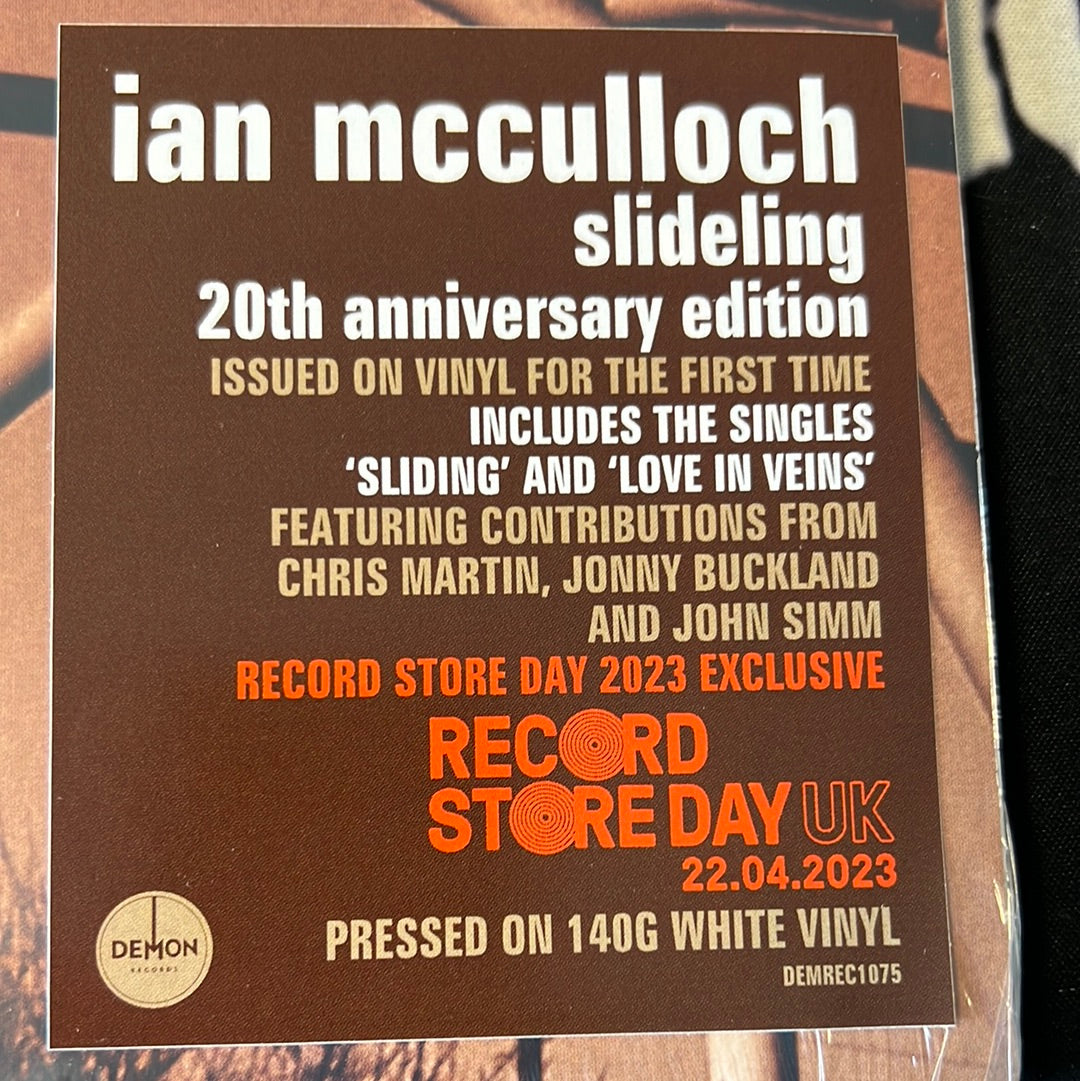 ian mcculloch
slideling
20th anniversary edition
ISSUED ON VINYL FOR THE FIRST TIME
INCLUDES THE SINGLES
‘SLIDING’ AND ‘LOVE IN VEINS’
FEATURING CONTRIBUTIONS FROM
CHRIS MARTIN, JONNY BUCKLAND
AND JOHN SIMM
RECORD STORE DAY 2023 EXCLUSIVE
RECORD
STORE DAY UK
22.04.2023
PRESSED ON 140G WHITE VINYL
DEMREC1075
DEMON
RECORDS